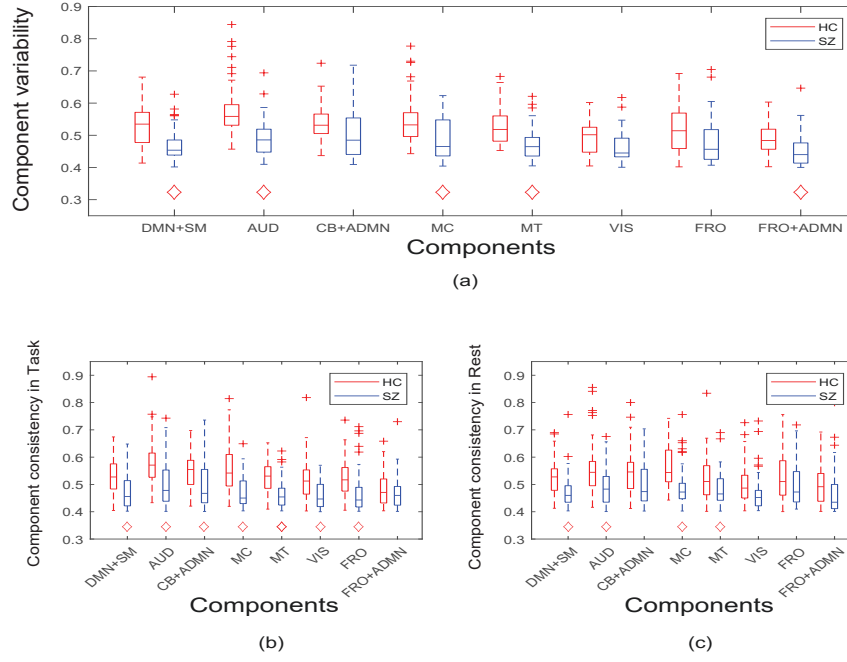 Component variability
0.9
0.8
0.7
0.6
0.5
0.4
0.3
HC
SZ
DMN+SM
AUD
CB+ADMN
MC
MT
VIS
FRO
FRO+ADMN
Components
(a)
Component consistency in Task
0.9
0.8
0.7
0.6
0.5
0.4
0.3
HC
SZ
DMN+SM
AUD
CB+ADMN
MC
MT
VIS
FRO
FRO+ADMN
Components
(b)
Component consistency in Rest
0.9
0.8
0.7
0.6
0.5
0.4
0.3
HC
SZ
DMN+SM
AUD
CB+ADMN
MC
MT
VIS
FRO
FRO+ADMN
Components
(c)